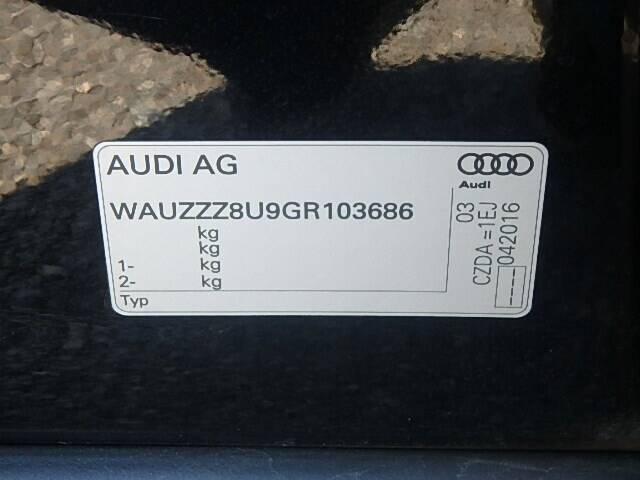 AUDI AG
Audi
WAUZZZ8U9GR103686
kg
kg
1- kg
2- kg
Typ
03
CZDA =1EJ
042016